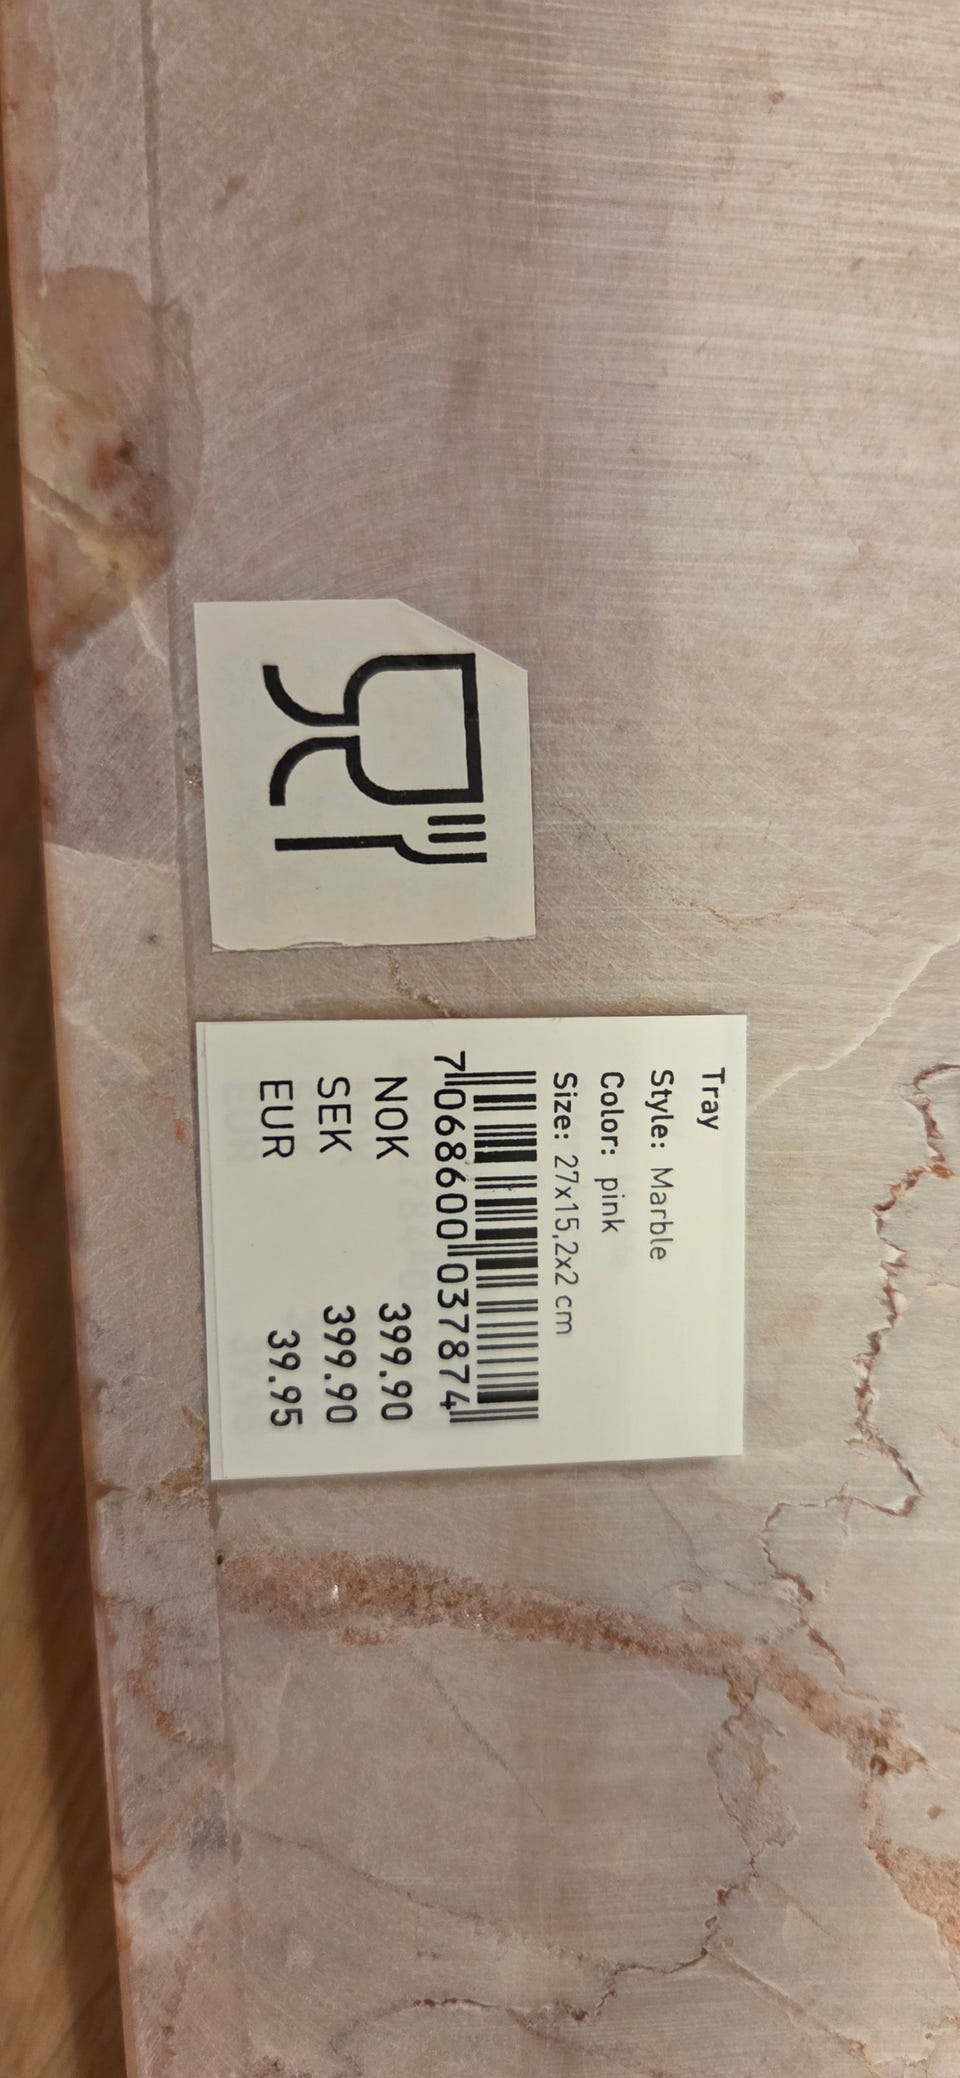 Tray
Style: Marble
Color: pink
Size: 27x15,2x2 cm
7068600037874
NOK 399.90
SEK 399.90
EUR 39.95